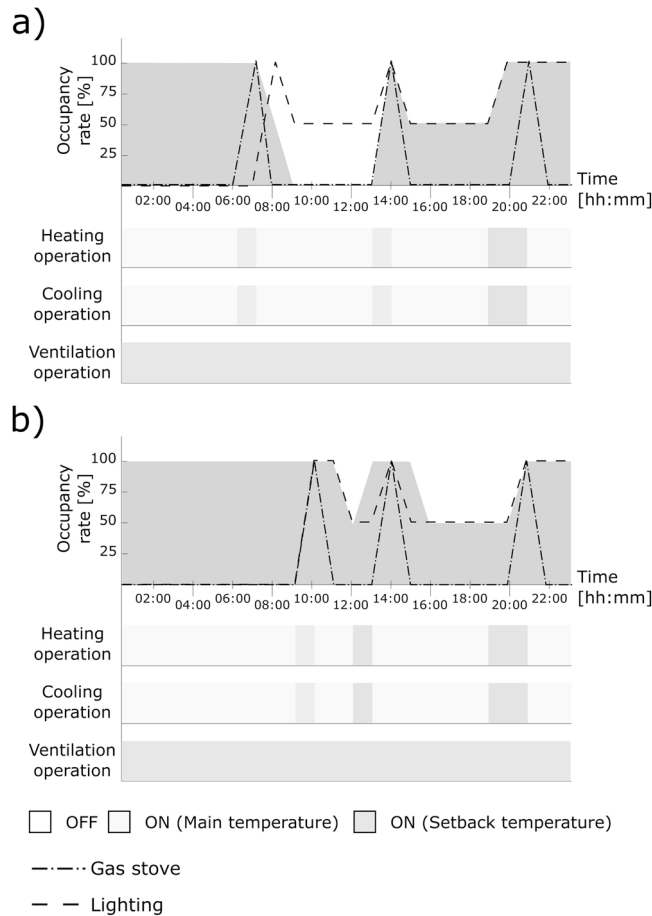 a)
Occupancy
rate [%]
100
75
50
25
02:00 04:00 06:00 08:00 10:00 12:00 14:00 16:00 18:00 20:00 22:00
Time
[hh:mm]
Heating
operation
Cooling
operation
Ventilation
operation
b)
Occupancy
rate [%]
100
75
50
25
02:00 04:00 06:00 08:00 10:00 12:00 14:00 16:00 18:00 20:00 22:00
Time
[hh:mm]
Heating
operation
Cooling
operation
Ventilation
operation
OFF ON (Main temperature) ON (Setback temperature)
Gas stove
Lighting